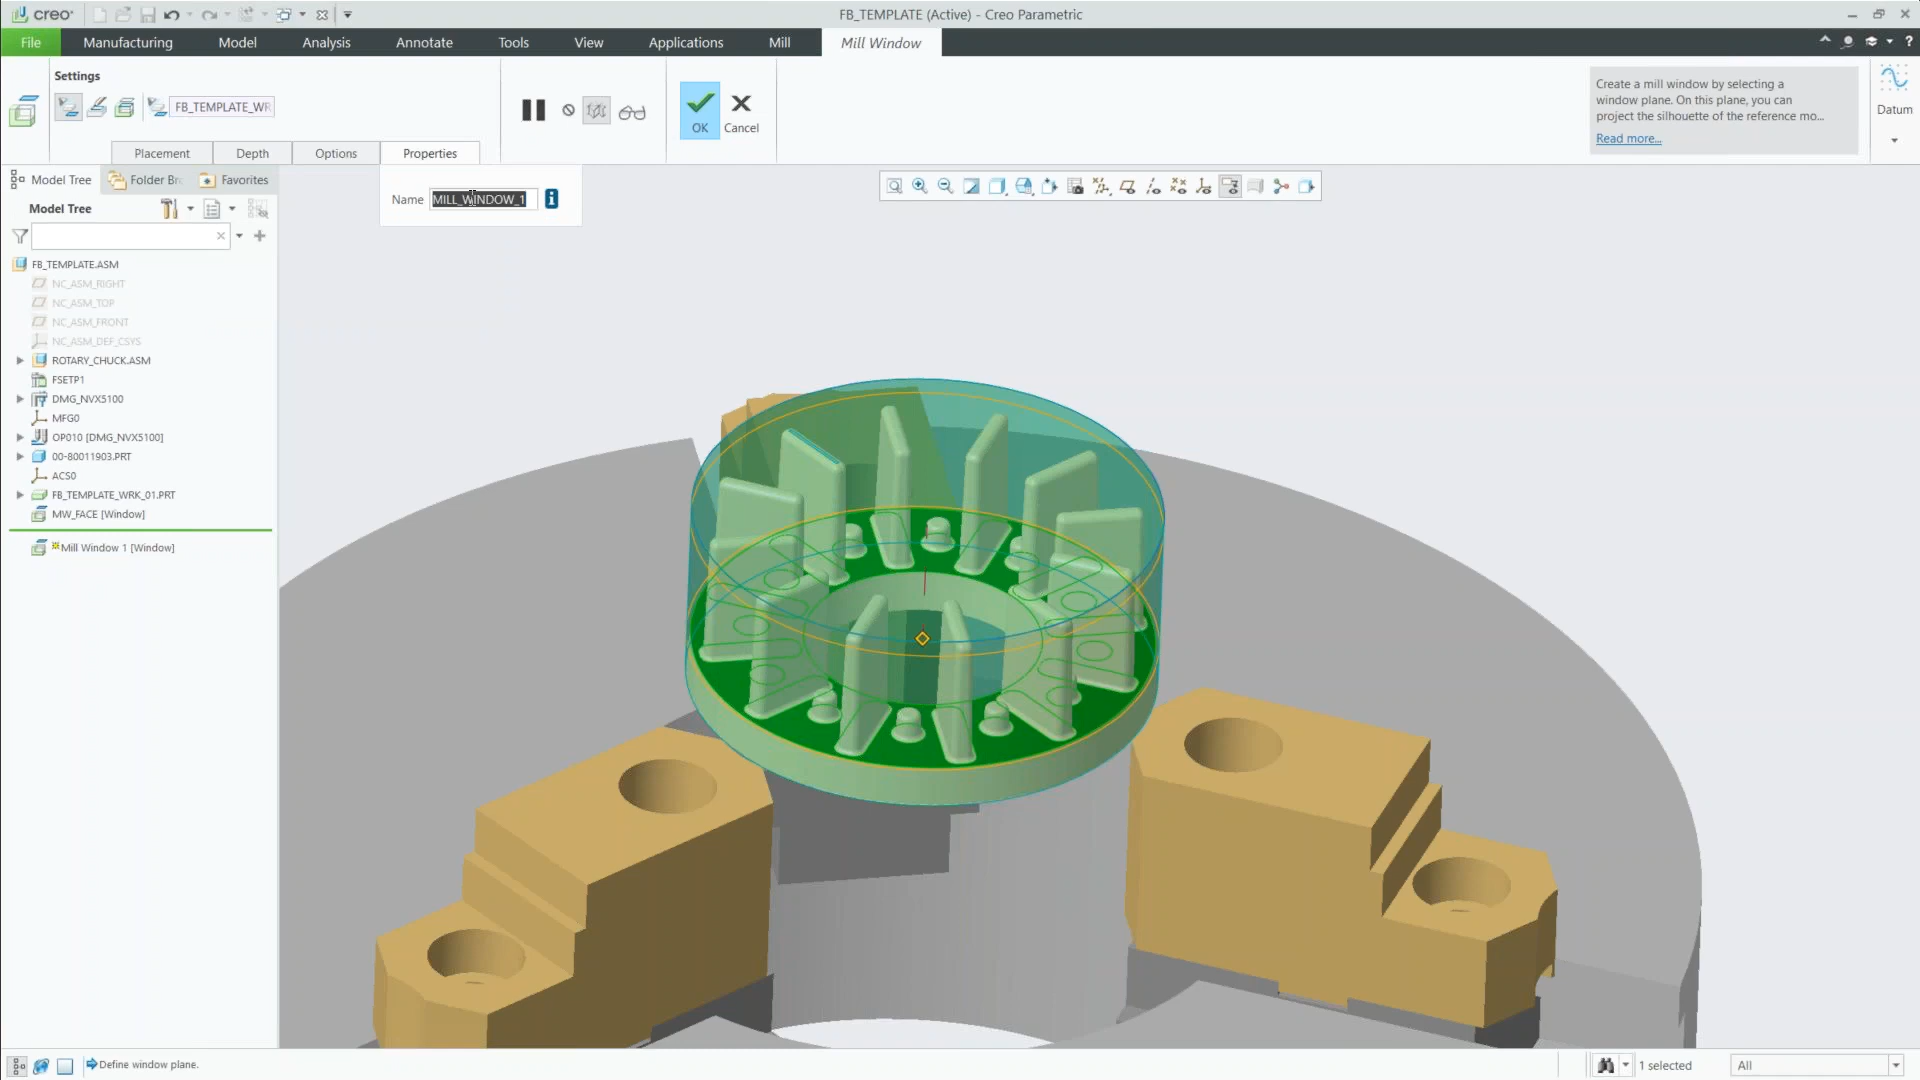 creo
FB_TEMPLATE (Active) - Creo Parametric
File
Manufacturing
Model
Analysis
Annotate
Tools
View
Applications
Mill
Mill Window
?
Settings
FB_TEMPLATE_WR
OK
Cancel
Create a mill window by selecting a
window plane. On this plane, you can
project the silhouette of the reference mo...
Read more...
Datum
Placement
Depth
Options
Properties
Name
MILL_WINDOW_1
Model Tree
Folder Br
Favorites
Model Tree
FB_TEMPLATE.ASM
NC_ASM_RIGHT
NC_ASM_TOP
NC_ASM_FRONT
NC_ASM_DEF_CSYS
ROTARY_CHUCK.ASM
FSETP1
DMG_NVX5100
MFG0
OP010 [DMG_NVX5100]
00-80011903.PRT
ACS0
FB_TEMPLATE_WRK_01.PRT
MW_FACE [Window]
Mill Window 1 [Window]
Define window plane.
1 selected
All